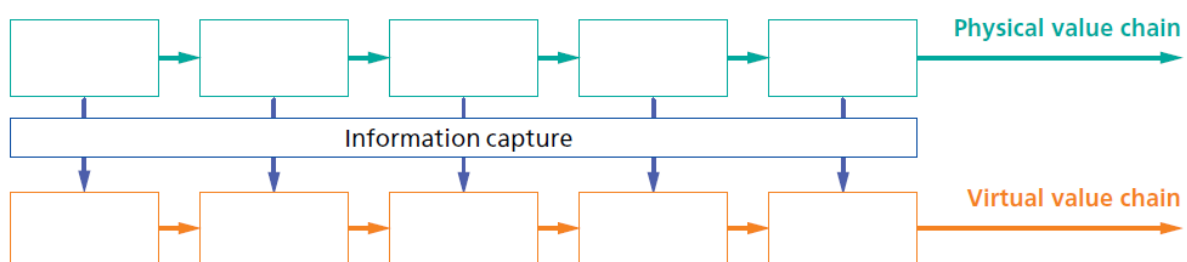 Physical value chain
Information capture
Virtual value chain